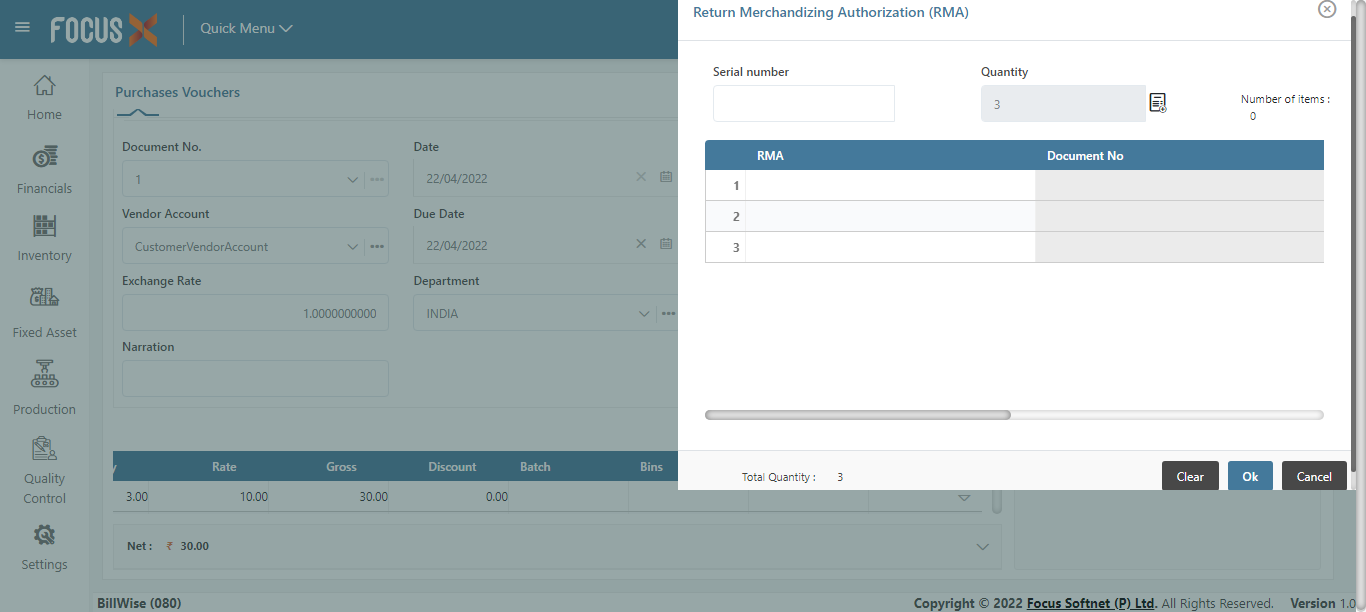 FOCUS X
Quick Menu
Return Merchandizing Authorization (RMA)
Home
Financials
Inventory
Fixed Asset
Production
Quality
Control
Settings
Purchases Vouchers
Document No.
1
Date
22/04/2022
Vendor Account
CustomerVendorAccount
Due Date
22/04/2022
Exchange Rate
1.0000000000
Department
INDIA
Narration
y Rate Gross Discount Batch Bins
3.00 10.00 30.00 0.00
Net : ₹ 30.00
Serial number
Quantity
3
Number of items :
0
RMA Document No
1
2
3
Total Quantity : 3
Clear Ok Cancel
BillWise (080)
Copyright © 2022 Focus Softnet (P) Ltd. All Rights Reserved. Version 1.0